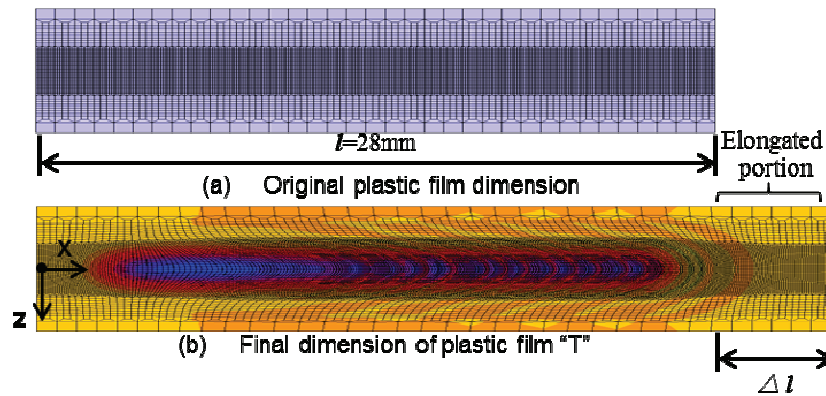 l=28mm
Elongated
portion
(a) Original plastic film dimension
X
z
(b) Final dimension of plastic film “T”
△ l